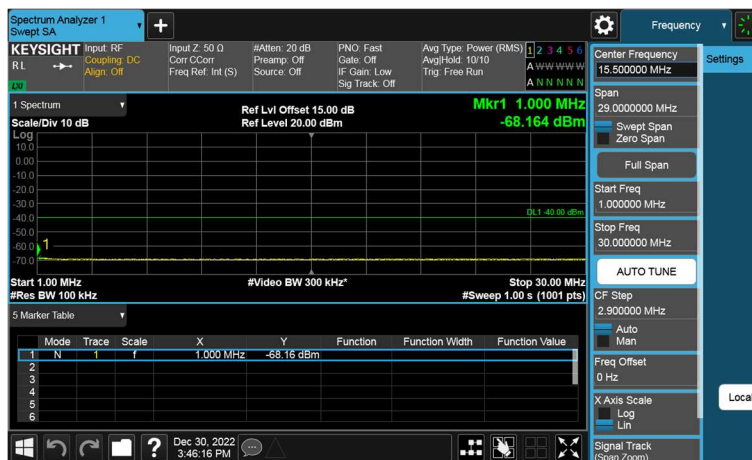 Spectrum Analyzer 1
Swept SA
Frequency
KEYSIGHT
RL
LXI
Input: RF
Coupling: DC
Align: Off
Input Z: 50 Ω
Corr CCorr
Freq Ref: Int (S)
#Atten: 20 dB
Preamp: Off
Source: Off
PNO: Fast
Gate: Off
IF Gain: Low
Sig Track: Off
Avg Type: Power (RMS)
Avg|Hold: 10/10
Trig: Free Run
1 2 3 4 5 6
A W W W W W
A N N N N N
1 Spectrum
Scale/Div 10 dB
Ref Lvl Offset 15.00 dB
Ref Level 20.00 dBm
Mkr1 1.000 MHz
-68.164 dBm
Log
10.0
0.00
-10.0
-20.0
-30.0
-40.0
-50.0
-60.0
-70.0
DL1 -40.00 dBm
1
Start 1.00 MHz
#Res BW 100 kHz
#Video BW 300 kHz*
Stop 30.00 MHz
#Sweep 1.00 s (1001 pts)
5 Marker Table
Mode Trace Scale X Y Function Function Width Function Value
1 N 1 f 1.000 MHz -68.16 dBm
2
3
4
5
6
?
Dec 30, 2022
3:46:16 PM
Center Frequency
15.500000 MHz
Span
29.0000000 MHz
Swept Span
Zero Span
Full Span
Start Freq
1.000000 MHz
Stop Freq
30.000000 MHz
AUTO TUNE
CF Step
2.900000 MHz
Auto
Man
Freq Offset
0 Hz
X Axis Scale
Log
Lin
Signal Track
(Span Zoom)
Settings
Local